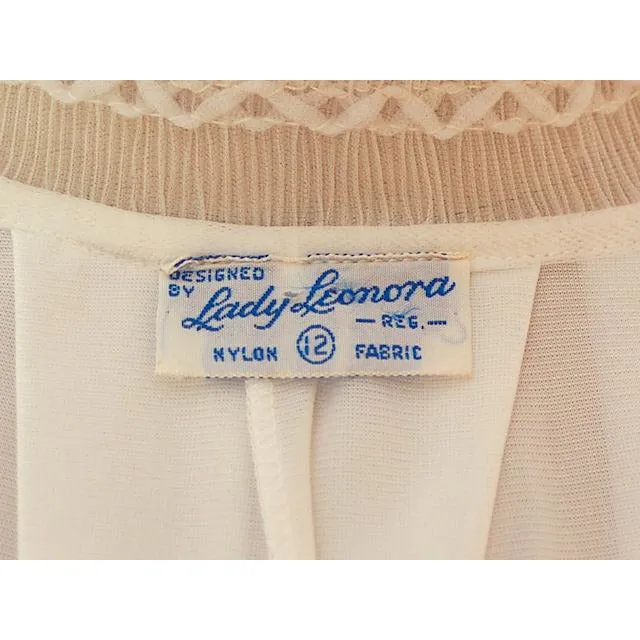 DESIGNED
BY Lady Leonora
— REG. —
NYLON 12 FABRIC